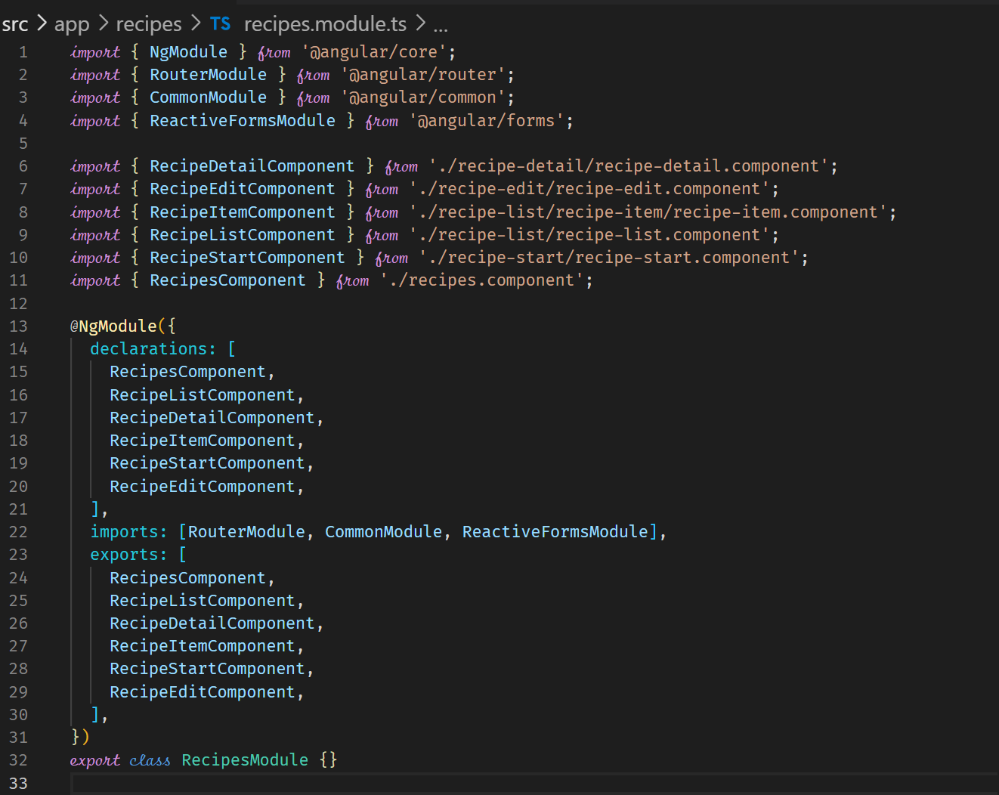 src > app > recipes > TS recipes.module.ts > ...
1 import { NgModule } from '@angular/core';
2 import { RouterModule } from '@angular/router';
3 import { CommonModule } from '@angular/common';
4 import { ReactiveFormsModule } from '@angular/forms';
5
6 import { RecipeDetailComponent } from './recipe-detail/recipe-detail.component';
7 import { RecipeEditComponent } from './recipe-edit/recipe-edit.component';
8 import { RecipeItemComponent } from './recipe-list/recipe-item/recipe-item.component';
9 import { RecipeListComponent } from './recipe-list/recipe-list.component';
10 import { RecipeStartComponent } from './recipe-start/recipe-start.component';
11 import { RecipesComponent } from './recipes.component';
12
13 @NgModule({
14   declarations: [
15     RecipesComponent,
16     RecipeListComponent,
17     RecipeDetailComponent,
18     RecipeItemComponent,
19     RecipeStartComponent,
20     RecipeEditComponent,
21   ],
22   imports: [RouterModule, CommonModule, ReactiveFormsModule],
23   exports: [
24     RecipesComponent,
25     RecipeListComponent,
26     RecipeDetailComponent,
27     RecipeItemComponent,
28     RecipeStartComponent,
29     RecipeEditComponent,
30   ],
31 })
32 export class RecipesModule {}
33